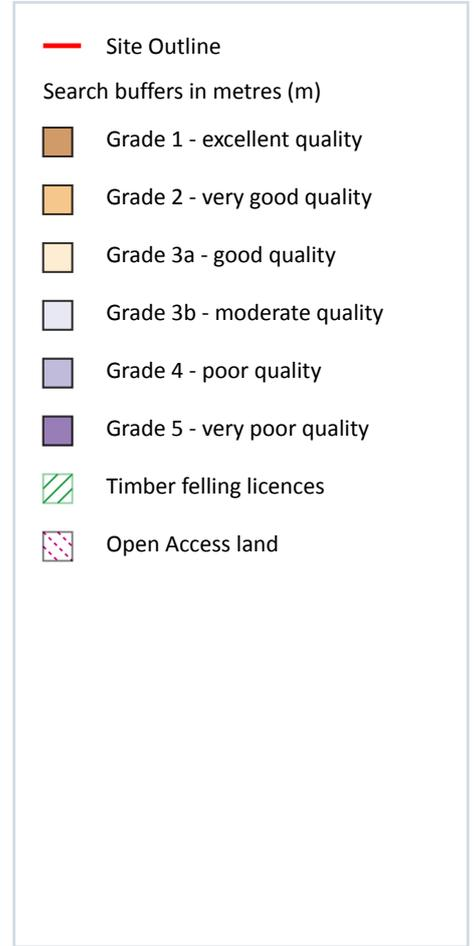 Site Outline
Search buffers in metres (m)
Grade 1 - excellent quality
Grade 2 - very good quality
Grade 3a - good quality
Grade 3b - moderate quality
Grade 4 - poor quality
Grade 5 - very poor quality
Timber felling licences
Open Access land